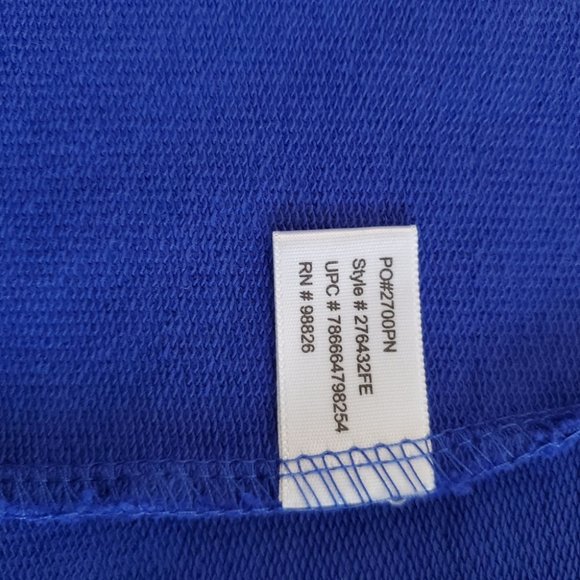 PO#2700PN
Style # 276432FE
UPC # 786664798254
RN # 98826